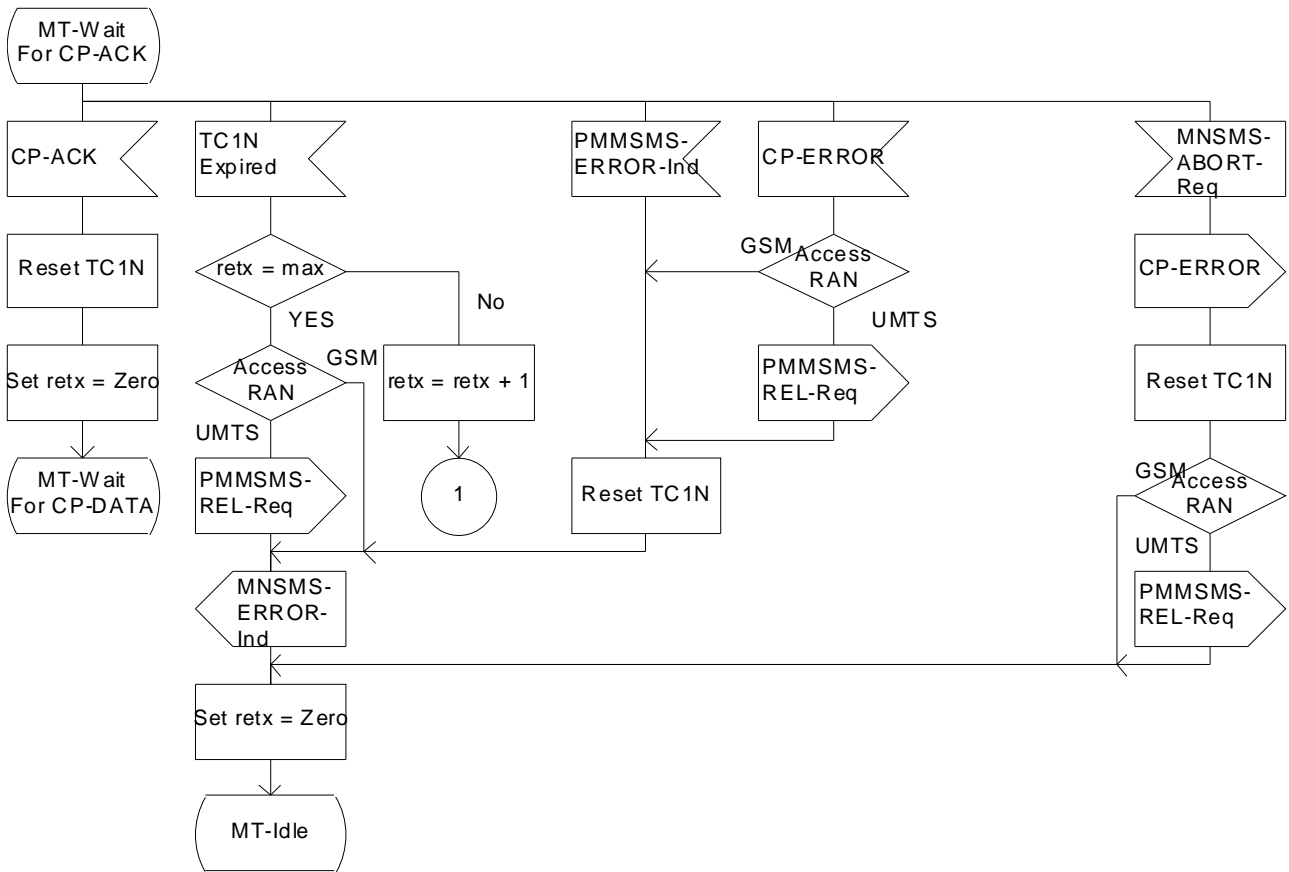 MT-Wait
For CP-ACK
CP-ACK
TC1N
Expired
PMMSMS-
ERROR-Ind
CP-ERROR
MNSMS-
ABORT-
Req
Reset TC1N
retx = max
GSM
Access
RAN
CP-ERROR
No
YES
UMTS
Set retx = Zero
Access
RAN
GSM
retx = retx + 1
PMMSMS-
REL-Req
Reset TC1N
UMTS
MT-Wait
For CP-DATA
PMMSMS-
REL-Req
1
Reset TC1N
GSM
Access
RAN
UMTS
MNSMS-
ERROR-
Ind
PMMSMS-
REL-Req
Set retx = Zero
MT-Idle